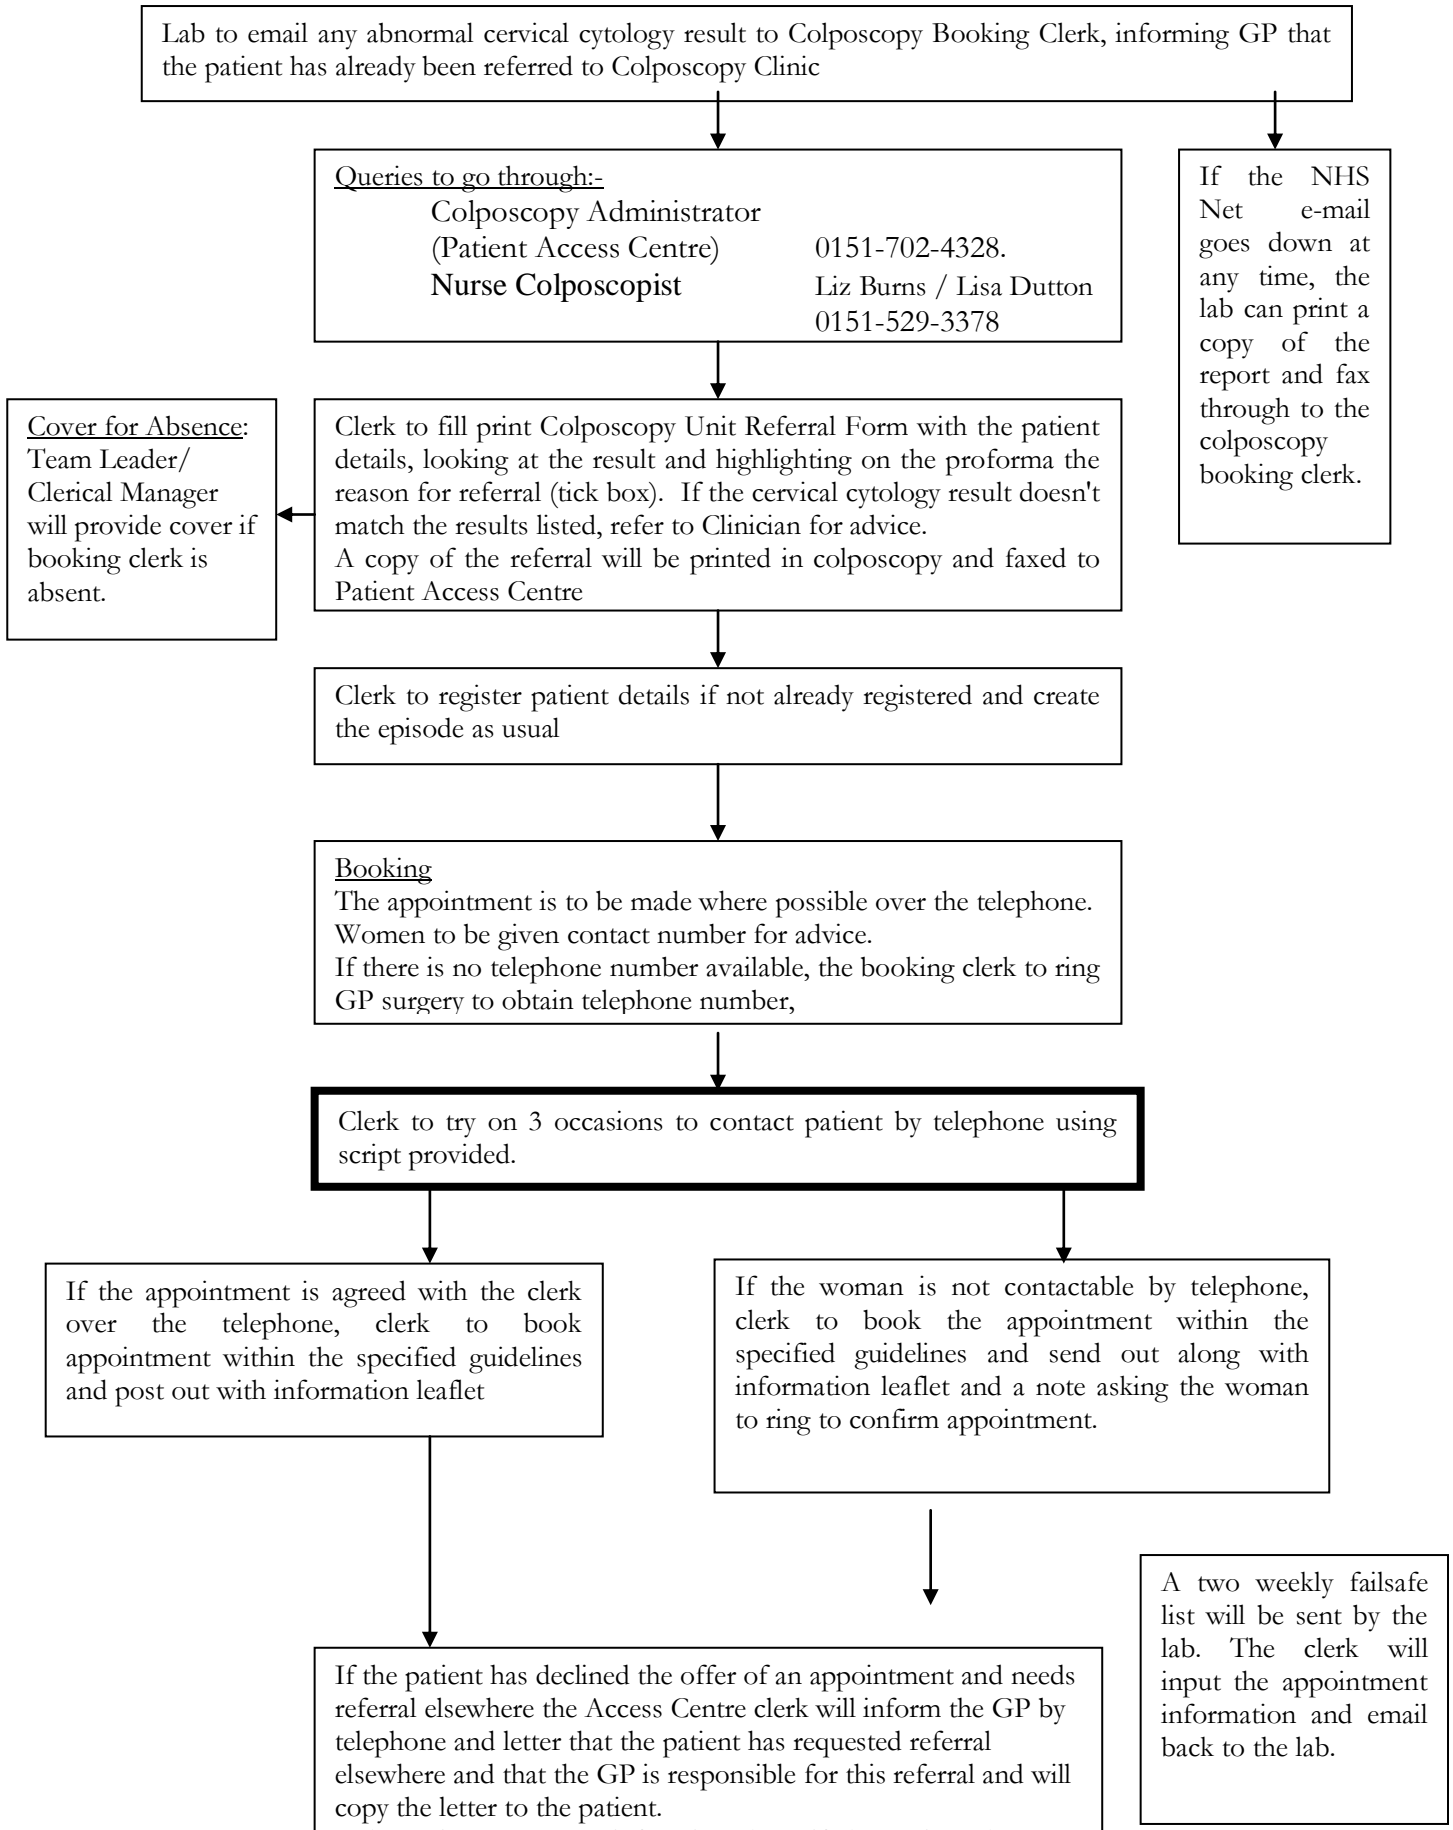 Lab to email any abnormal cervical cytology result to Colposcopy Booking Clerk, informing GP that
the patient has already been referred to Colposcopy Clinic
Queries to go through:-
Colposcopy Administrator
(Patient Access Centre) 0151-702-4328.
Nurse Colposcopist Liz Burns / Lisa Dutton
0151-529-3378
If the NHS
Net e-mail
goes down at
any time, the
lab can print a
copy of the
report and fax
through to the
colposcopy
booking clerk.
Cover for Absence:
Team Leader/
Clerical Manager
will provide cover if
booking clerk is
absent.
Clerk to fill print Colposcopy Unit Referral Form with the patient
details, looking at the result and highlighting on the proforma the
reason for referral (tick box). If the cervical cytology result doesn't
match the results listed, refer to Clinician for advice.
A copy of the referral will be printed in colposcopy and faxed to
Patient Access Centre
Clerk to register patient details if not already registered and create
the episode as usual
Booking
The appointment is to be made where possible over the telephone.
Women to be given contact number for advice.
If there is no telephone number available, the booking clerk to ring
GP surgery to obtain telephone number,
Clerk to try on 3 occasions to contact patient by telephone using
script provided.
If the appointment is agreed with the clerk
over the telephone, clerk to book
appointment within the specified guidelines
and post out with information leaflet
If the woman is not contactable by telephone,
clerk to book the appointment within the
specified guidelines and send out along with
information leaflet and a note asking the woman
to ring to confirm appointment.
A two weekly failsafe
list will be sent by the
lab. The clerk will
input the appointment
information and email
back to the lab.
If the patient has declined the offer of an appointment and needs
referral elsewhere the Access Centre clerk will inform the GP by
telephone and letter that the patient has requested referral
elsewhere and that the GP is responsible for this referral and will
copy the letter to the patient.